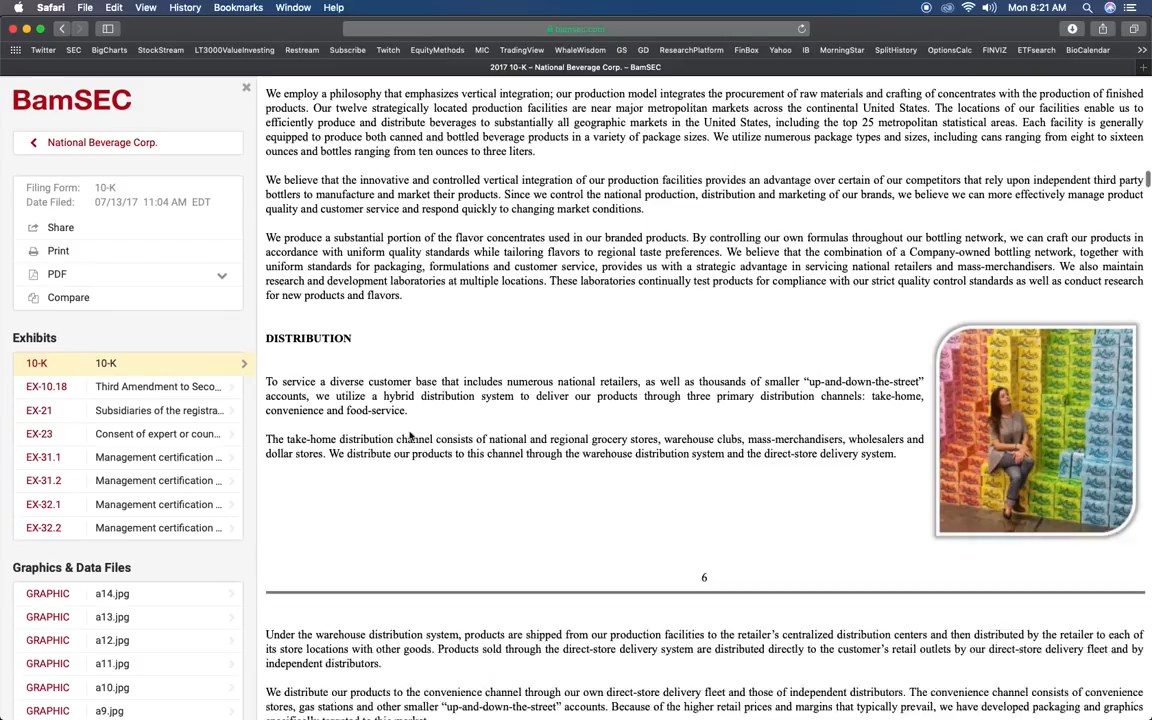 Safari File Edit View History Bookmarks Window Help Mon 8:21 AM
bamsec.com
Twitter SEC BigCharts StockStream LT3000ValueInvesting Restream Subscribe Twitch EquityMethods MIC TradingView WhaleWisdom GS GD ResearchPlatform FinBox Yahoo IB MorningStar SplitHistory OptionsCalc FINVIZ ETFsearch BioCalendar
2017 10-K – National Beverage Corp. – BamSEC
BamSEC
National Beverage Corp.
Filing Form: 10-K
Date Filed: 07/13/17 11:04 AM EDT
Share
Print
PDF
Compare
Exhibits
10-K 10-K
EX-10.18 Third Amendment to Seco...
EX-21 Subsidiaries of the registra...
EX-23 Consent of expert or coun...
EX-31.1 Management certification ...
EX-31.2 Management certification ...
EX-32.1 Management certification ...
EX-32.2 Management certification ...
Graphics & Data Files
GRAPHIC a14.jpg
GRAPHIC a13.jpg
GRAPHIC a12.jpg
GRAPHIC a11.jpg
GRAPHIC a10.jpg
GRAPHIC a9.jpg
We employ a philosophy that emphasizes vertical integration; our production model integrates the procurement of raw materials and crafting of concentrates with the production of finished
products. Our twelve strategically located production facilities are near major metropolitan markets across the continental United States. The locations of our facilities enable us to
efficiently produce and distribute beverages to substantially all geographic markets in the United States, including the top 25 metropolitan statistical areas. Each facility is generally
equipped to produce both canned and bottled beverage products in a variety of package sizes. We utilize numerous package types and sizes, including cans ranging from eight to sixteen
ounces and bottles ranging from ten ounces to three liters.
We believe that the innovative and controlled vertical integration of our production facilities provides an advantage over certain of our competitors that rely upon independent third party
bottlers to manufacture and market their products. Since we control the national production, distribution and marketing of our brands, we believe we can more effectively manage product
quality and customer service and respond quickly to changing market conditions.
We produce a substantial portion of the flavor concentrates used in our branded products. By controlling our own formulas throughout our bottling network, we can craft our products in
accordance with uniform quality standards while tailoring flavors to regional taste preferences. We believe that the combination of a Company-owned bottling network, together with
uniform standards for packaging, formulations and customer service, provides us with a strategic advantage in servicing national retailers and mass-merchandisers. We also maintain
research and development laboratories at multiple locations. These laboratories continually test products for compliance with our strict quality control standards as well as conduct research
for new products and flavors.
DISTRIBUTION
To service a diverse customer base that includes numerous national retailers, as well as thousands of smaller “up-and-down-the-street”
accounts, we utilize a hybrid distribution system to deliver our products through three primary distribution channels: take-home,
convenience and food-service.
The take-home distribution channel consists of national and regional grocery stores, warehouse clubs, mass-merchandisers, wholesalers and
dollar stores. We distribute our products to this channel through the warehouse distribution system and the direct-store delivery system.
6
Under the warehouse distribution system, products are shipped from our production facilities to the retailer’s centralized distribution centers and then distributed by the retailer to each of
its store locations with other goods. Products sold through the direct-store delivery system are distributed directly to the customer’s retail outlets by our direct-store delivery fleet and by
independent distributors.
We distribute our products to the convenience channel through our own direct-store delivery fleet and those of independent distributors. The convenience channel consists of convenience
stores, gas stations and other smaller “up-and-down-the-street” accounts. Because of the higher retail prices and margins that typically prevail, we have developed packaging and graphics
specifically targeted to this market.